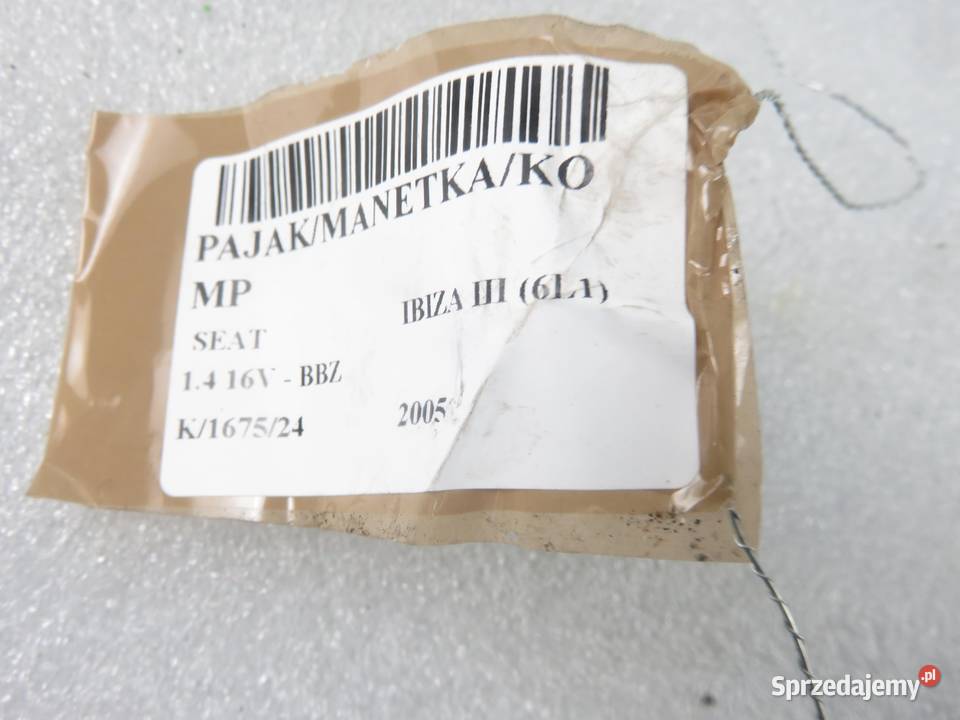 PAJAK/MANETKA/KO
MP
SEAT IBIZA III (6L1)
1.4 16V - BBZ
K/1675/24 2005
Sprzedajemy.pl